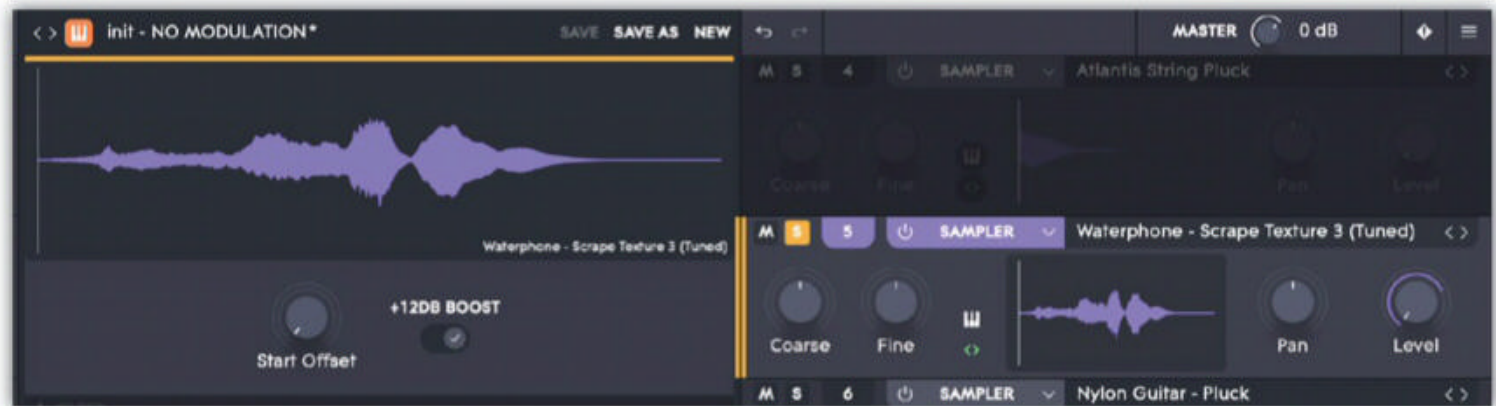 init - NO MODULATION* SAVE SAVE AS NEW
MASTER 0 dB
M S 4 SAMPLER Atlantis String Pluck
Coarse Fine Pan Level
Waterphone - Scrape Texture 3 (Tuned)
+12DB BOOST
Start Offset
M S 5 SAMPLER Waterphone - Scrape Texture 3 (Tuned)
Coarse Fine Pan Level
M S 6 SAMPLER Nylon Guitar - Pluck